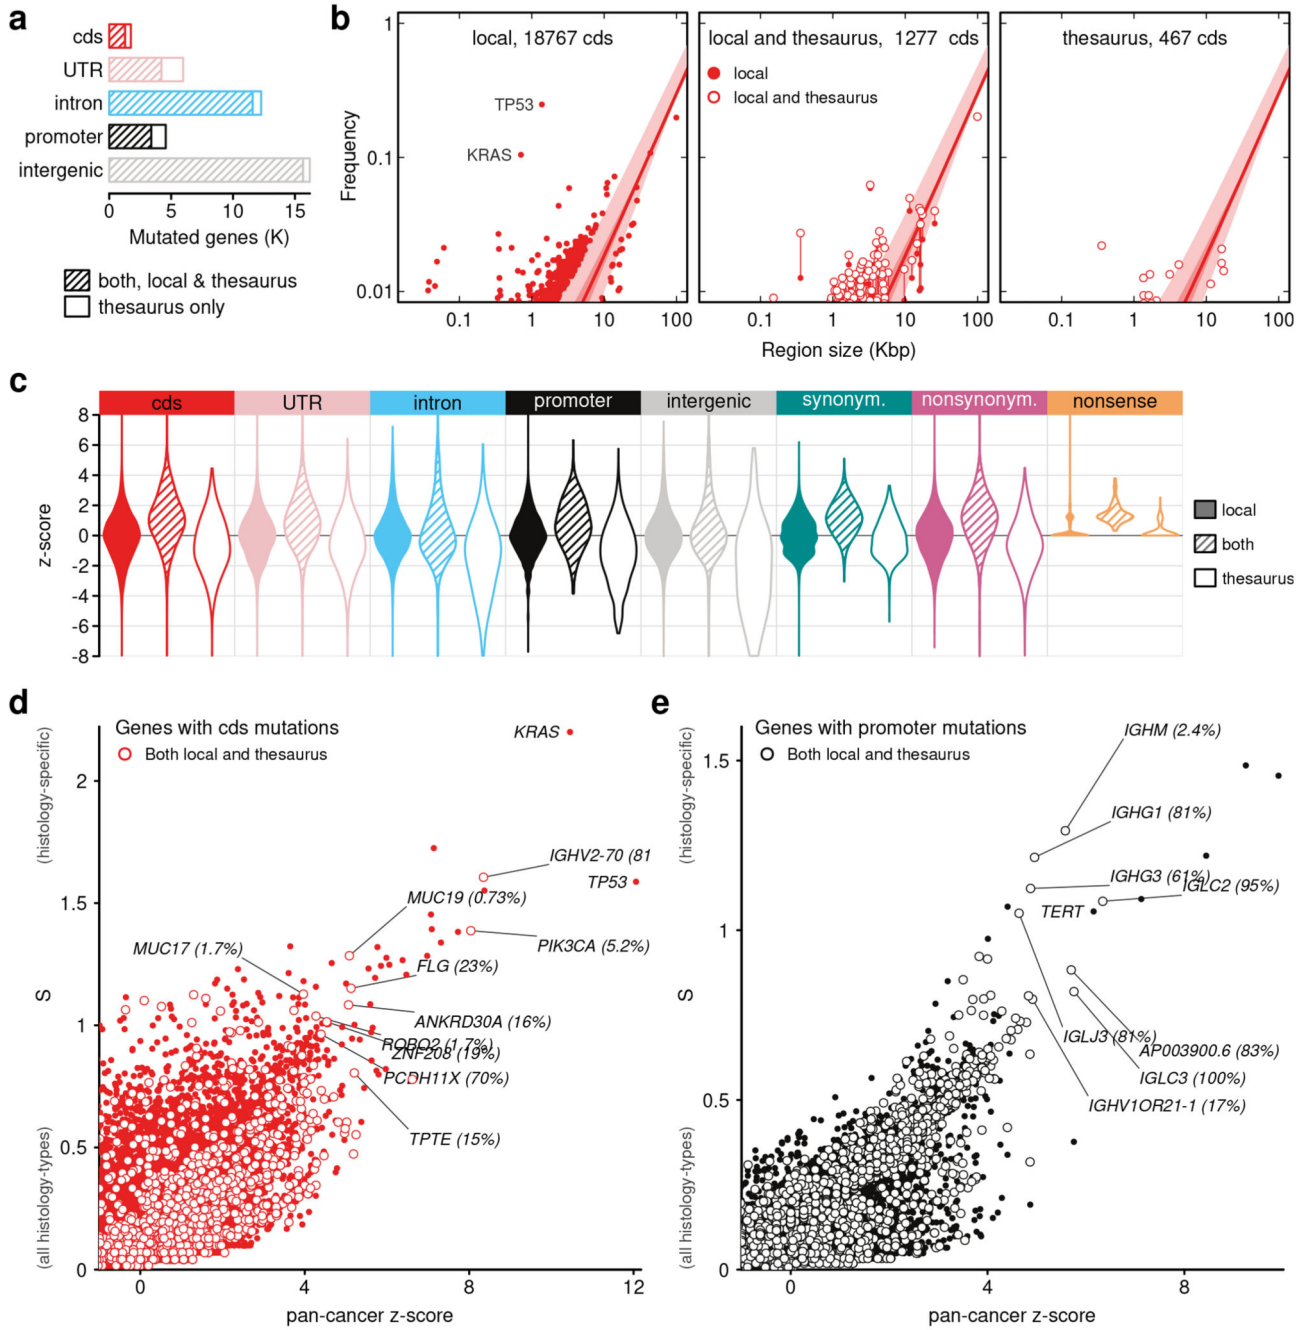 a
cds
UTR
intron
promoter
intergenic
0 5 10 15
Mutated genes (K)
both, local & thesaurus
thesaurus only
b
Frequency
1
0.1
0.01
local, 18767 cds
TP53
KRAS
0.1 1 10 100
local and thesaurus, 1277 cds
local
local and thesaurus
0.1 1 10 100
thesaurus, 467 cds
0.1 1 10 100
Region size (Kbp)
c
cds UTR intron promoter intergenic synonym. nonsynonym. nonsense
z-score
8
6
4
2
0
-2
-4
-6
-8
local
both
thesaurus
d
Genes with cds mutations
Both local and thesaurus
(histology-specific)
S
(all histology-types)
2
1.5
1
0.5
0
KRAS
IGHV2-70 (81
TP53
MUC19 (0.73%)
PIK3CA (5.2%)
MUC17 (1.7%)
FLG (23%)
ANKRD30A (16%)
ROBO2 (1.7%)
ZNF208 (19%)
PCDH11X (70%)
TPTE (15%)
0 4 8 12
pan-cancer z-score
e
Genes with promoter mutations
Both local and thesaurus
(histology-specific)
S
(all histology-types)
1.5
1
0.5
0
IGHM (2.4%)
IGHG1 (81%)
IGHG3 (61%)
IGLC2 (95%)
TERT
IGLJ3 (81%)
AP003900.6 (83%)
IGLC3 (100%)
IGHV1OR21-1 (17%)
0 4 8
pan-cancer z-score